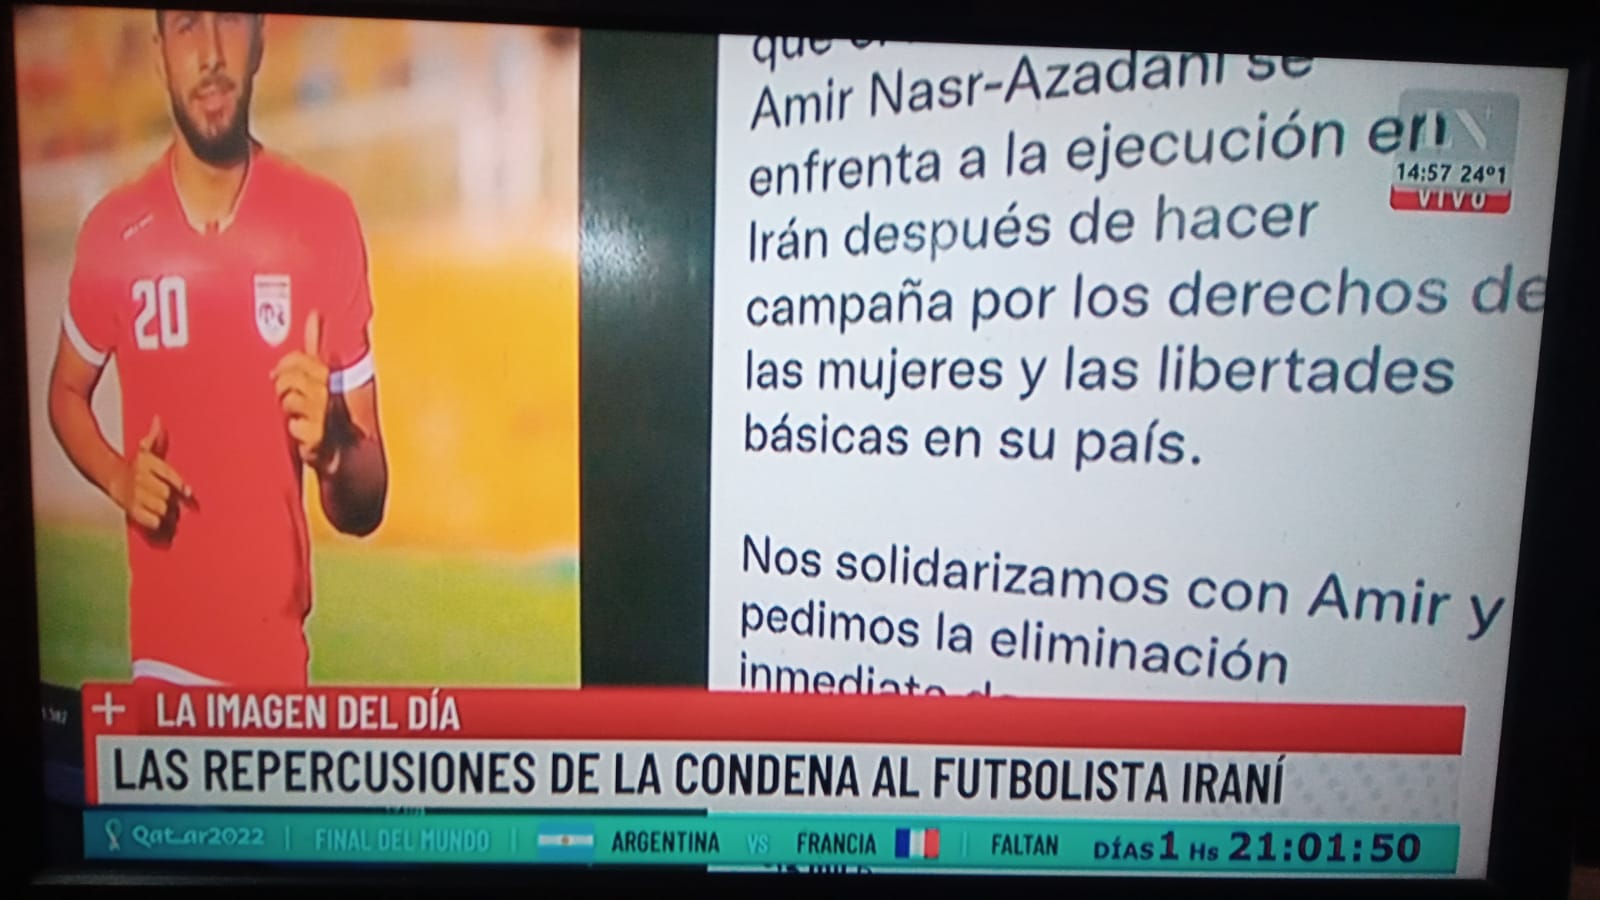 que
Amir Nasr-Azadani se
enfrenta a la ejecución en
Irán después de hacer
campaña por los derechos de
las mujeres y las libertades
básicas en su país.
Nos solidarizamos con Amir y
pedimos la eliminación
14:57 24º1
VIVO
20
LA IMAGEN DEL DÍA
LAS REPERCUSIONES DE LA CONDENA AL FUTBOLISTA IRANÍ
Qatar2022 | FINAL DEL MUNDO | ARGENTINA VS FRANCIA | FALTAN DÍAS 1 HS 21:01:50